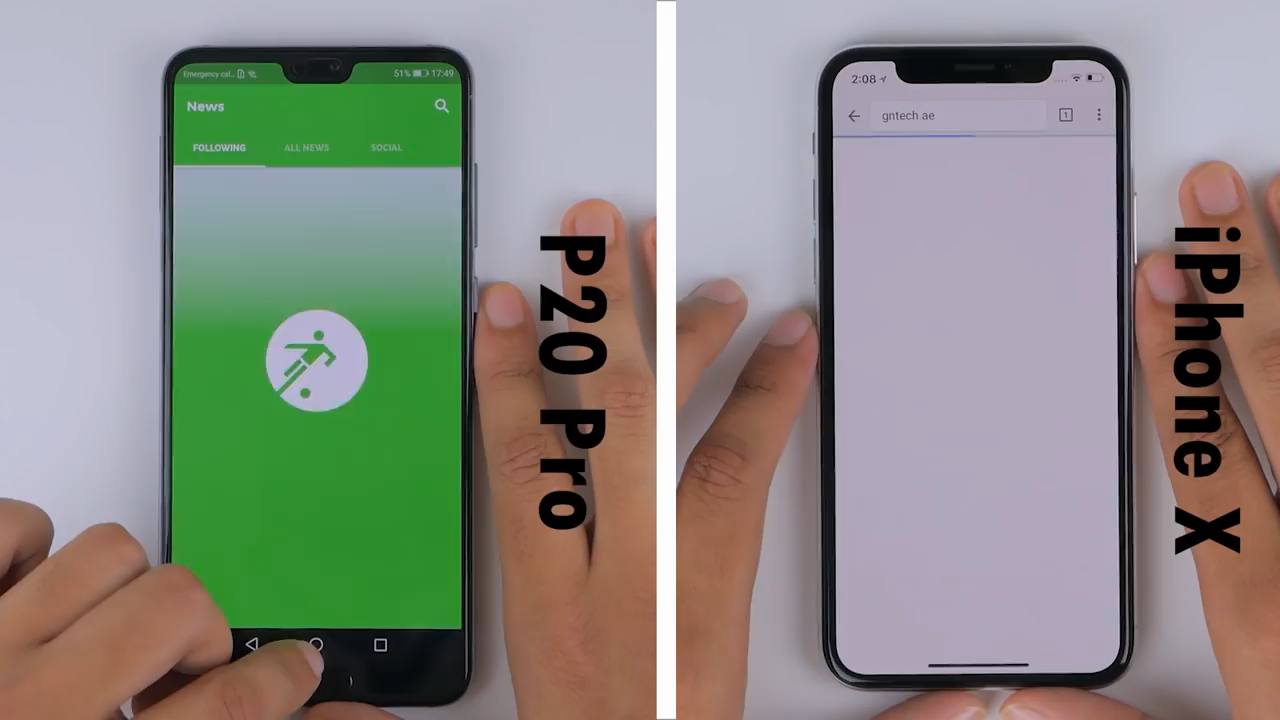 Emergency cal...
51%
17:49
News
FOLLOWING
ALL NEWS
SOCIAL
P20 Pro
2:08
gntech ae
1
iPhone X